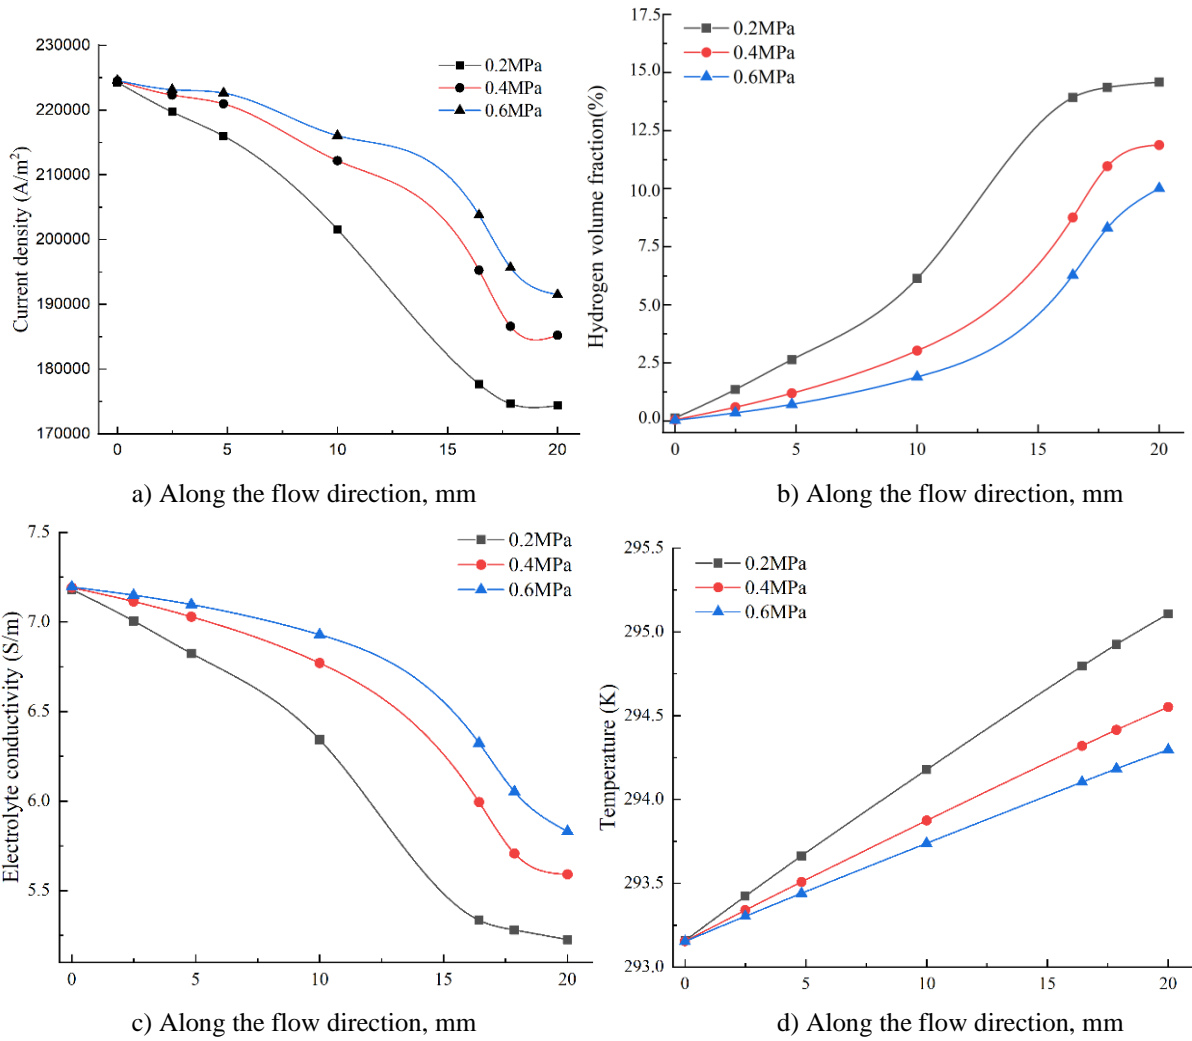 230000
220000
210000
200000
190000
180000
170000
0
5
10
15
20
Current density (A/m²)
0.2MPa
0.4MPa
0.6MPa
a) Along the flow direction, mm
17.5
15.0
12.5
10.0
7.5
5.0
2.5
0.0
0
5
10
15
20
Hydrogen volume fraction(%)
0.2MPa
0.4MPa
0.6MPa
b) Along the flow direction, mm
7.5
7.0
6.5
6.0
5.5
0
5
10
15
20
Electrolyte conductivity (S/m)
0.2MPa
0.4MPa
0.6MPa
c) Along the flow direction, mm
295.5
295.0
294.5
294.0
293.5
293.0
0
5
10
15
20
Temperature (K)
0.2MPa
0.4MPa
0.6MPa
d) Along the flow direction, mm